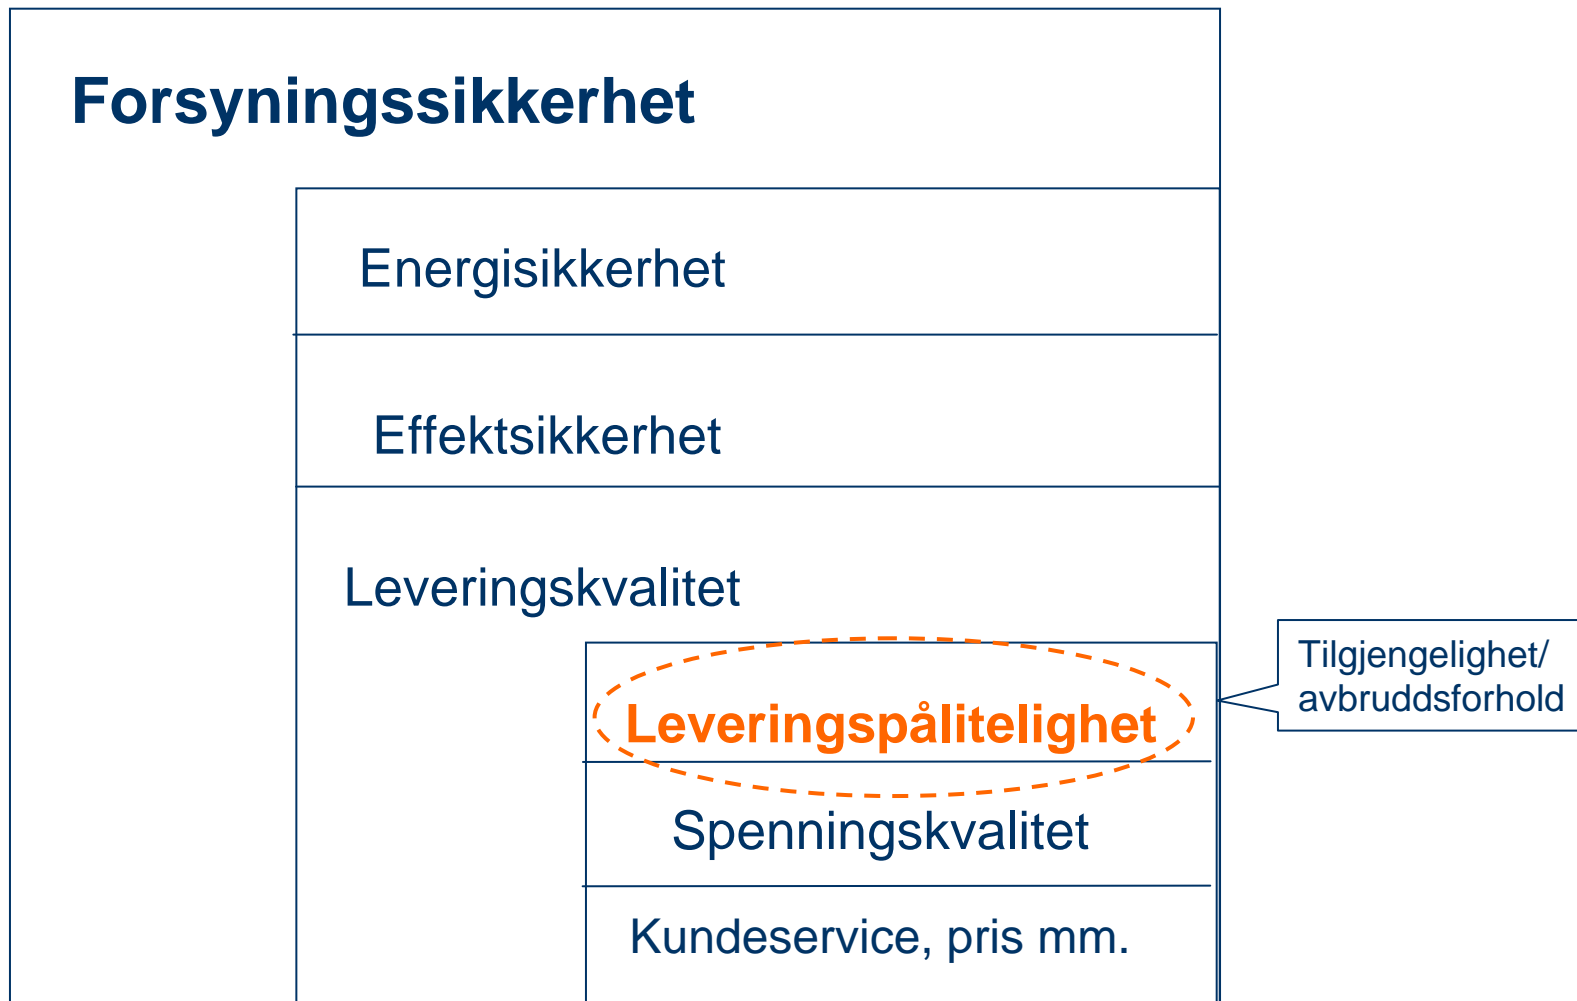 Forsyningssikkerhet
Energisikkerhet
Effektsikkerhet
Leveringskvalitet
Tilgjengelighet/
avbruddsforhold
Leveringspålitelighet
Spenningskvalitet
Kundeservice, pris mm.